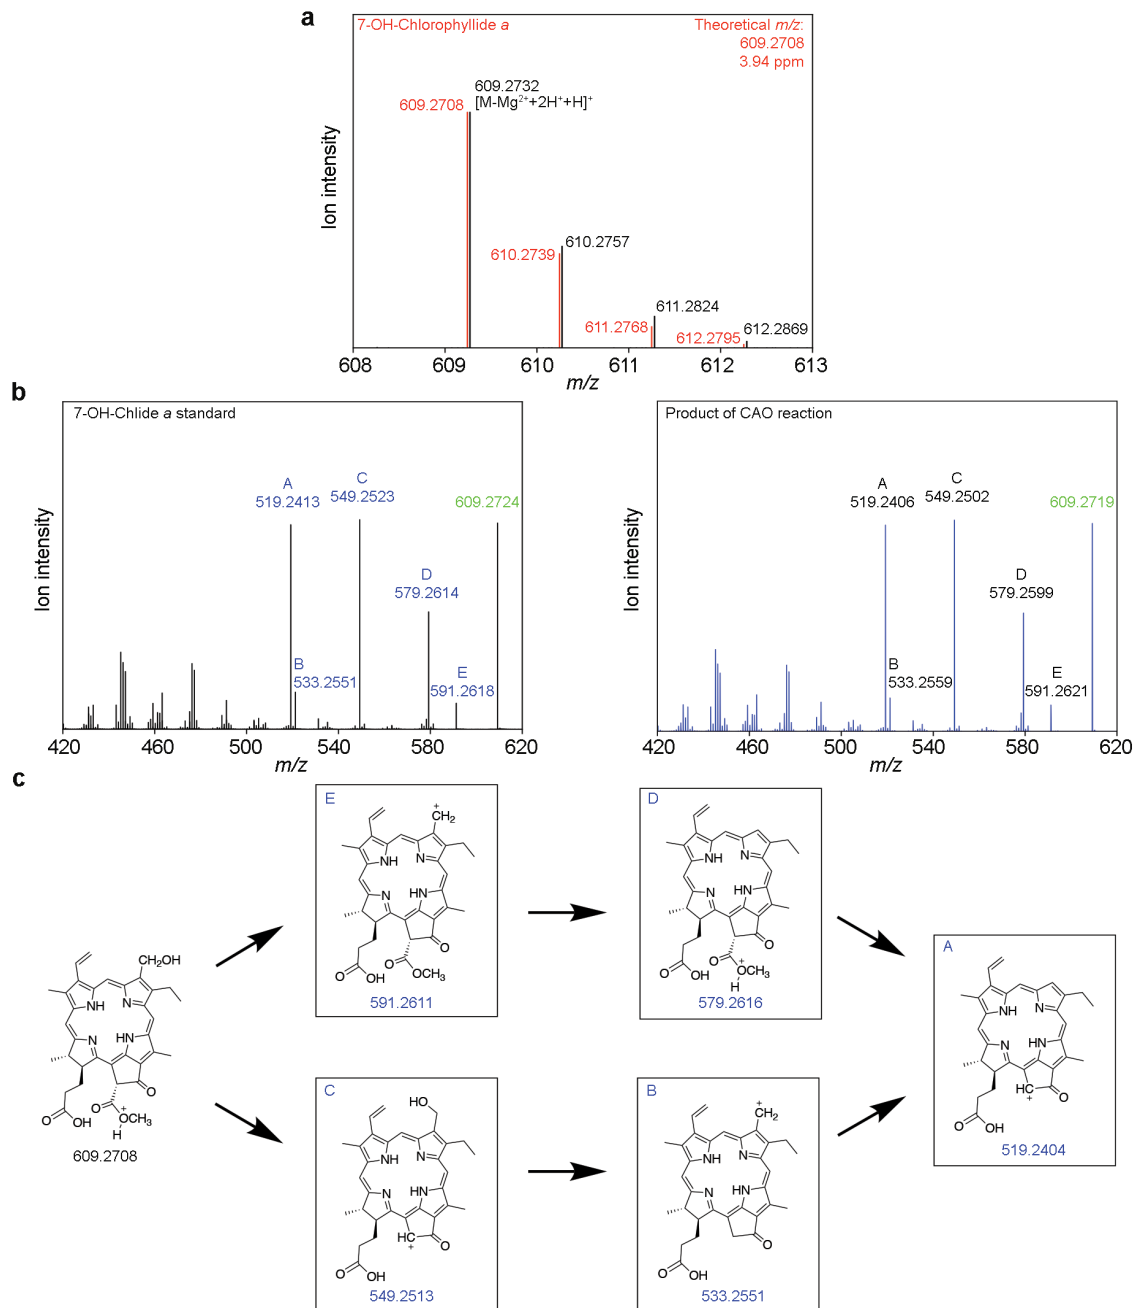 a
7-OH-Chlorophyllide a
Theoretical m/z:
609.2708
3.94 ppm
609.2732
[M-Mg2++2H++H]+
609.2708
610.2757
610.2739
611.2824
611.2768
612.2869
612.2795
Ion intensity
608 609 610 611 612 613
m/z
b
7-OH-Chlide a standard
A
519.2413
C
549.2523
609.2724
D
579.2614
B
533.2551
E
591.2618
Ion intensity
420 460 500 540 580 620
m/z
Product of CAO reaction
A
519.2406
C
549.2502
609.2719
D
579.2599
B
533.2559
E
591.2621
Ion intensity
420 460 500 540 580 620
m/z
c
CH2OH
NH
N
N
HN
O
O
OH
O
OCH3
+
H
609.2708
E
+
CH2
NH
N
N
HN
O
O
OH
O
OCH3
591.2611
D
NH
N
N
HN
O
O
OH
O
OCH3
+
H
579.2616
A
NH
N
N
HN
HC
+
O
O
OH
519.2404
C
HO
NH
N
N
HN
HC
+
O
O
OH
549.2513
B
+
CH2
NH
N
N
HN
O
O
OH
533.2551